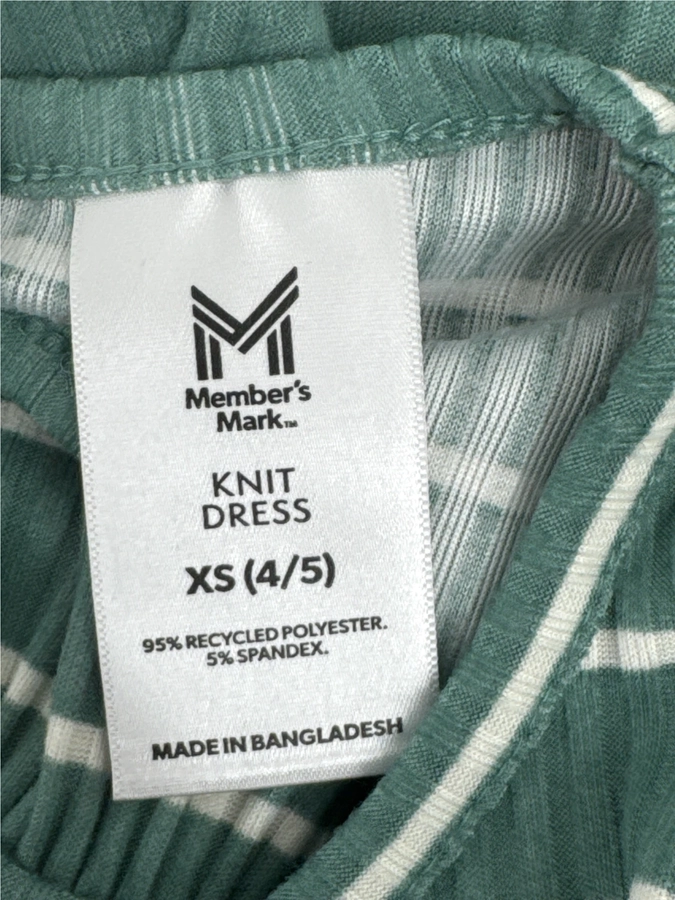 Member's
Mark™
KNIT
DRESS
XS (4/5)
95% RECYCLED POLYESTER.
5% SPANDEX.
MADE IN BANGLADESH